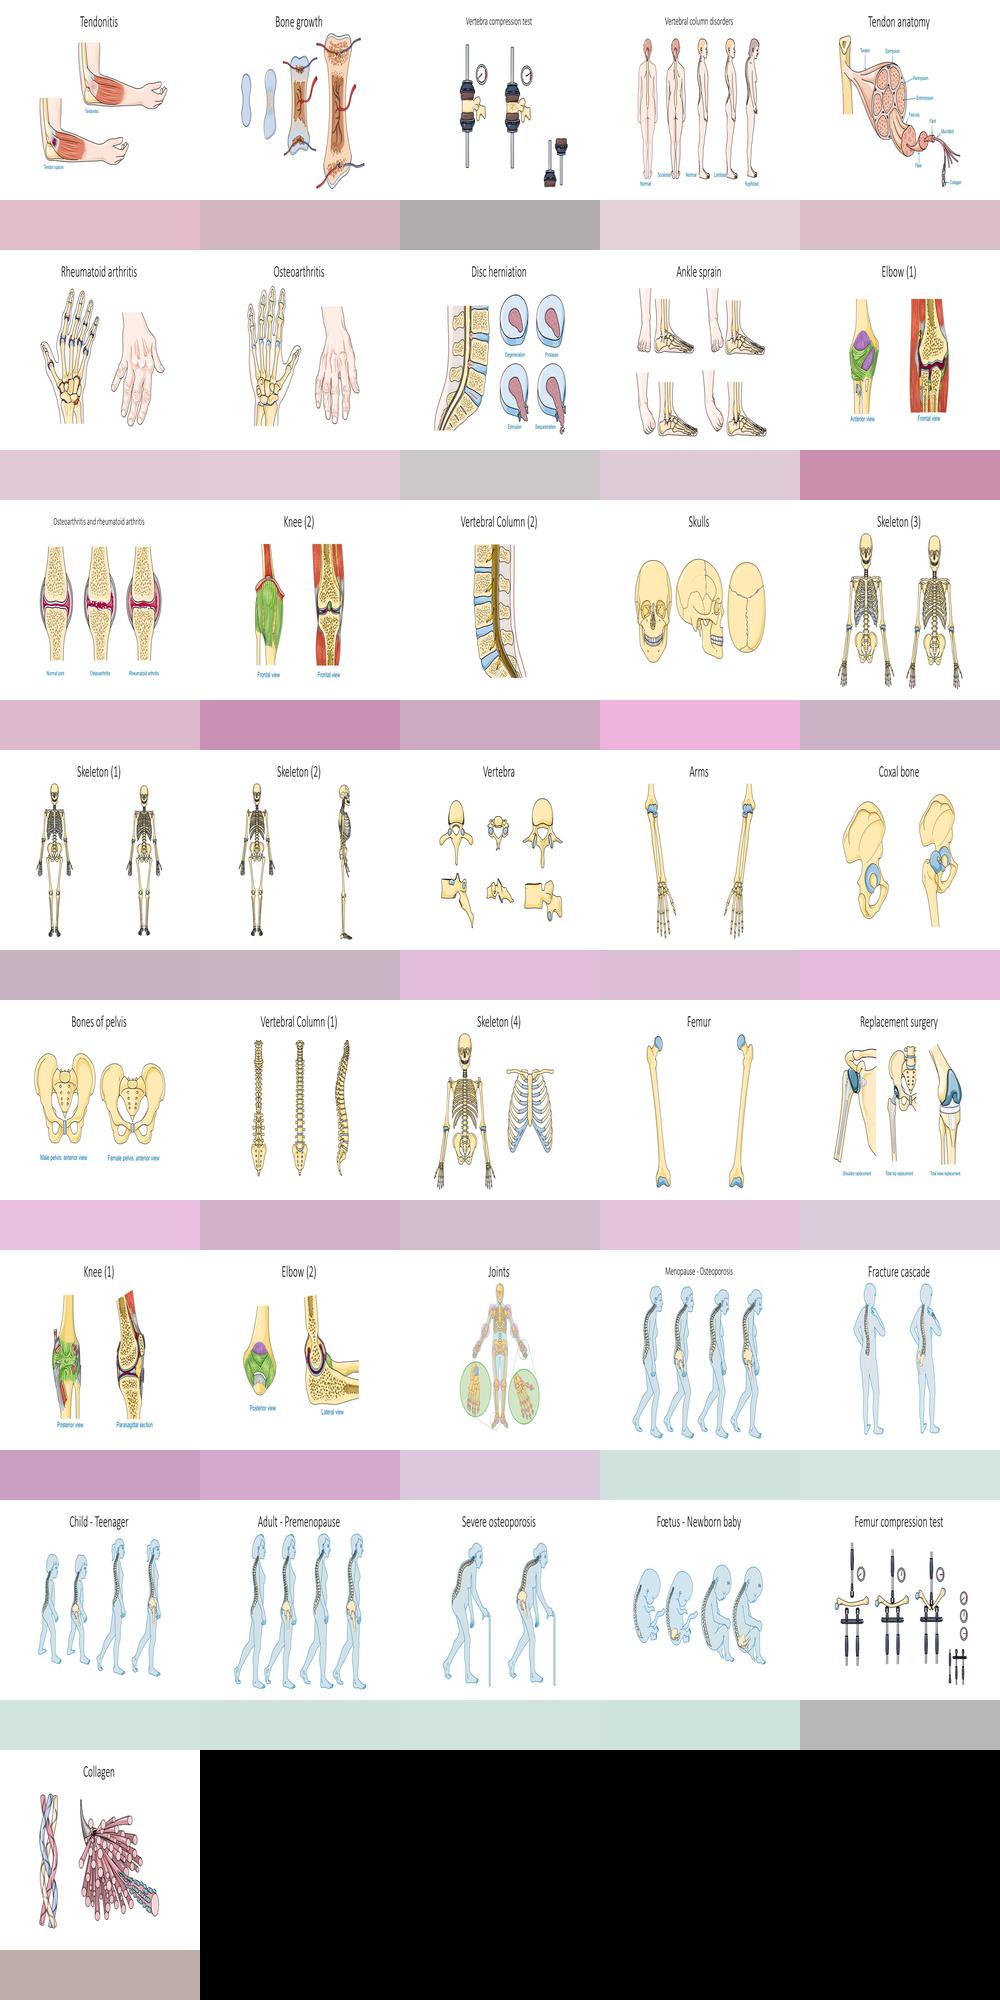 Tendonitis
Tendonitis
Tendon rupture
Bone growth
Vertebra compression test
Vertebral column disorders
Normal Scoliosis Normal Lordosis Kyphosis
Tendon anatomy
Tendon
Epimysium
Perimysium
Endomysium
Fascicle
Fibril
Microfibril
Fiber
Collagen
Rheumatoid arthritis
Osteoarthritis
Disc herniation
Degeneration Prolapse
Extrusion Sequestration
Ankle sprain
Elbow (1)
Anterior view Frontal view
Osteoarthritis and rheumatoid arthritis
Normal joint Osteoarthritis Rheumatoid arthritis
Knee (2)
Frontal view Frontal view
Vertebral Column (2)
Skulls
Skeleton (3)
Skeleton (1)
Skeleton (2)
Vertebra
Arms
Coxal bone
Bones of pelvis
Male pelvis: anterior view Female pelvis: anterior view
Vertebral Column (1)
Skeleton (4)
Femur
Replacement surgery
Shoulder replacement Total hip replacement Total knee replacement
Knee (1)
Posterior view Parasagittal section
Elbow (2)
Posterior view Lateral view
Joints
Menopause - Osteoporosis
Fracture cascade
Child - Teenager
Adult - Premenopause
Severe osteoporosis
Fœtus - Newborn baby
Femur compression test
Collagen